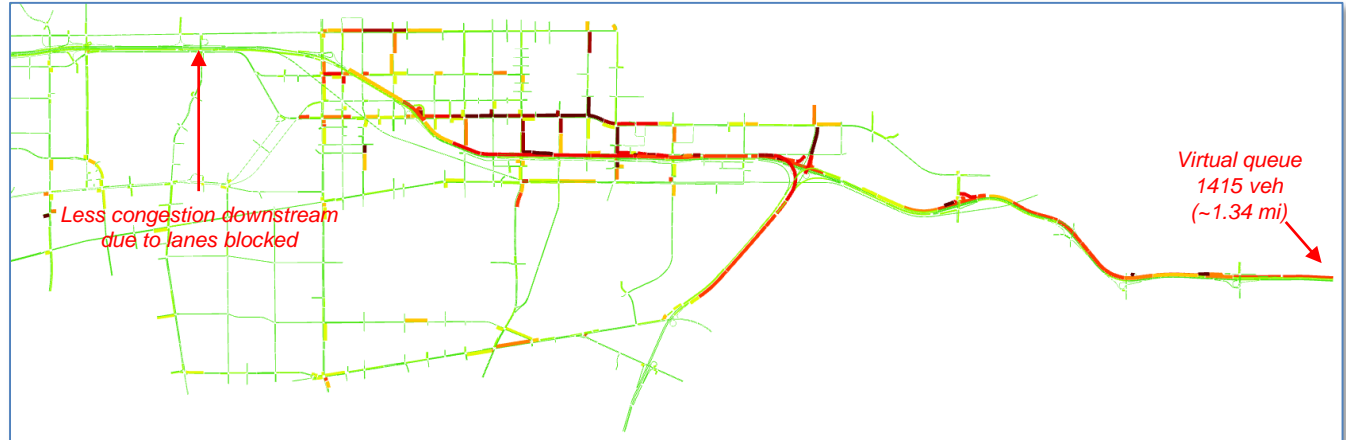 Less congestion downstream
due to lanes blocked
Virtual queue
1415 veh
(~1.34 mi)